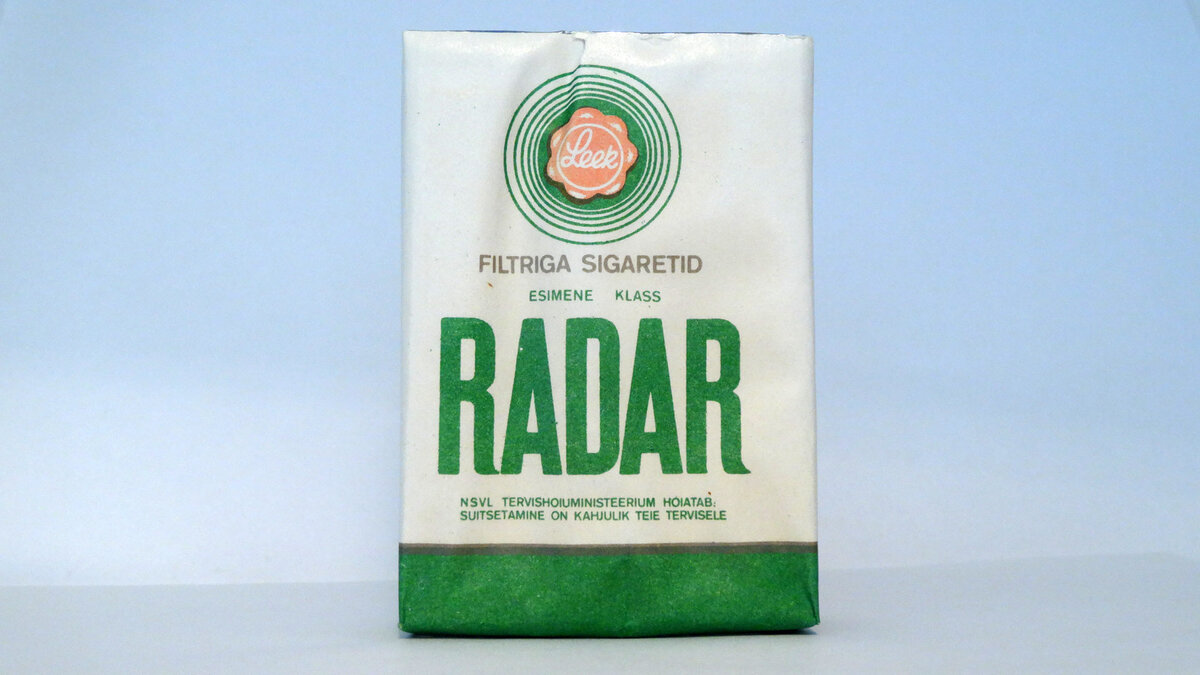 Leek
FILTRIGA SIGARETID
ESIMENE KLASS
RADAR
NSVL TERVISHOIUMINISTEERIUM HOIATAB:
SUITSETAMINE ON KAHJULIK TEIE TERVISELE